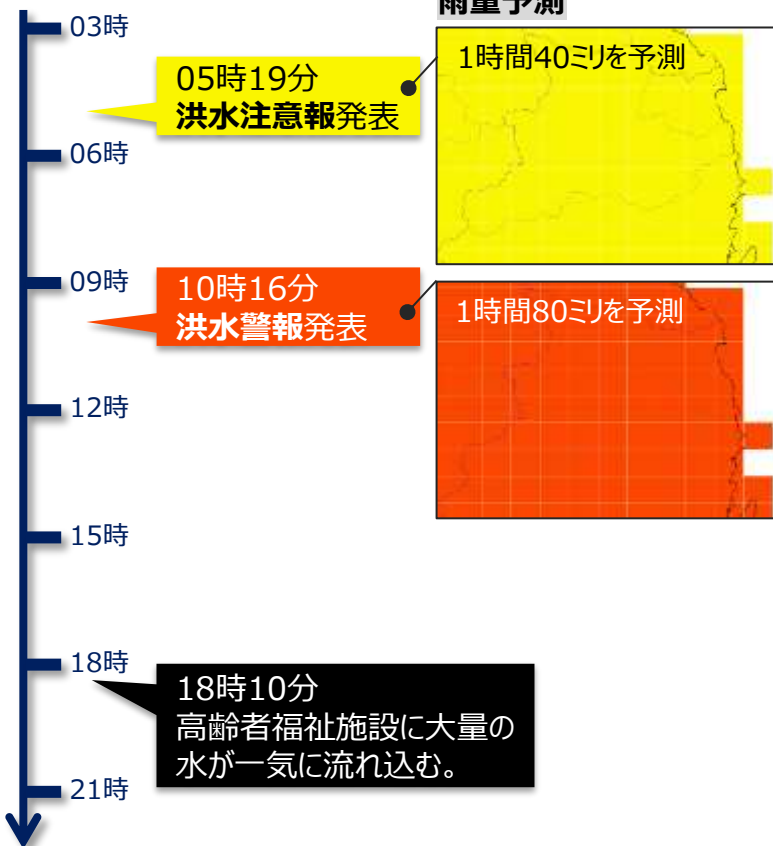 雨量予測
03時
05時19分
洪水注意報発表
1時間40ミリを予測
06時
09時
10時16分
洪水警報発表
1時間80ミリを予測
12時
15時
18時
18時10分
高齢者福祉施設に大量の
水が一気に流れ込む。
21時